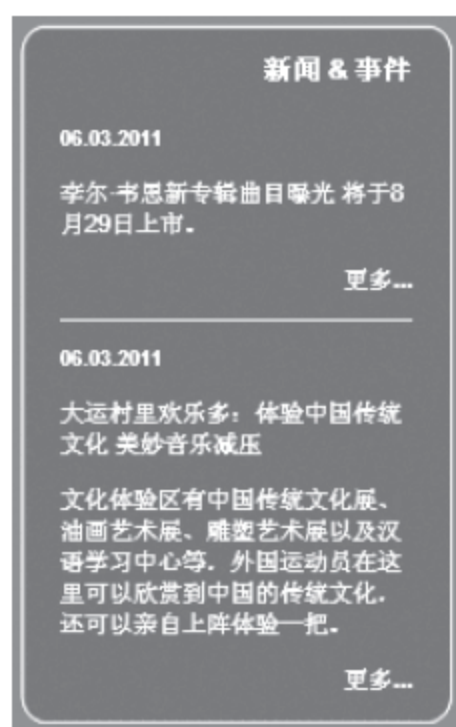 新闻 & 事件
06.03.2011
李尔·韦恩新专辑曲目曝光 将于8
月29日上市。
更多...
06.03.2011
大运村里欢乐多：体验中国传统
文化 美妙音乐减压
文化体验区有中国传统文化展、
油画艺术展、雕塑艺术展以及汉
语学习中心等。外国运动员在这
里可以欣赏到中国的传统文化，
还可以亲自上阵体验一把。
更多...